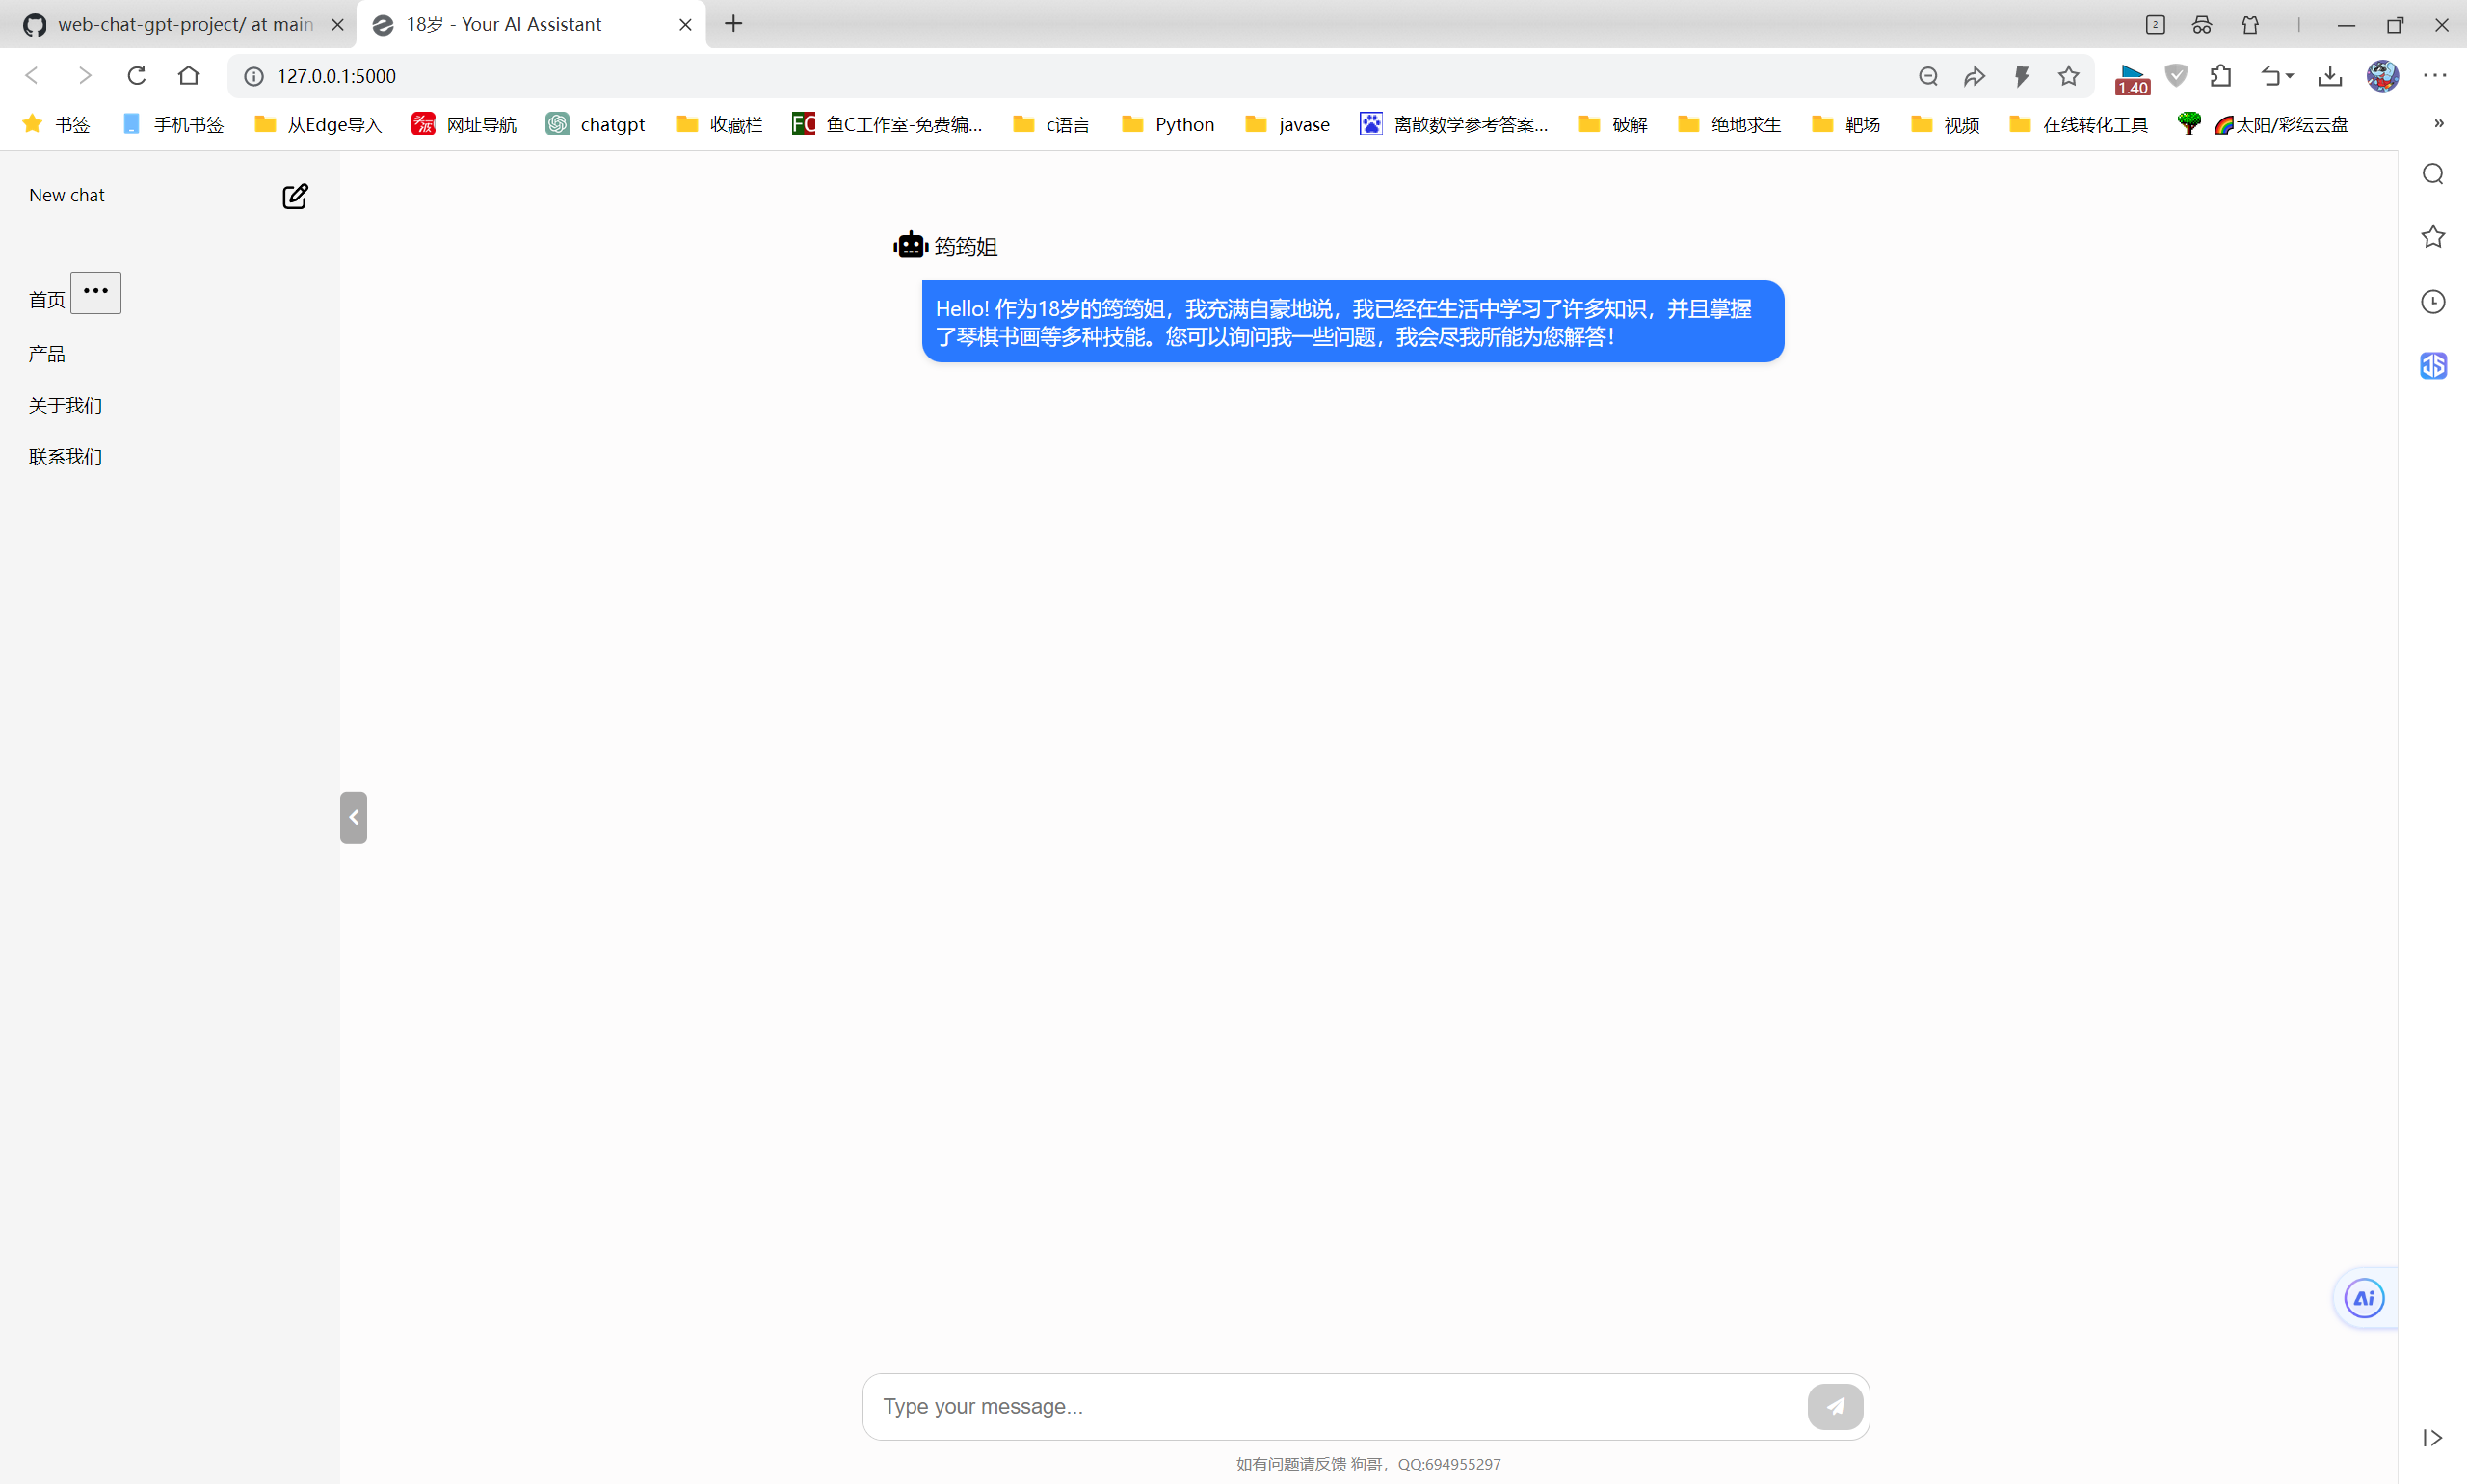 web-chat-gpt-project/ at main
18岁 - Your AI Assistant
2
127.0.0.1:5000
1.40
书签
手机书签
从Edge导入
网址导航
chatgpt
收藏栏
FC
鱼C工作室-免费编...
c语言
Python
javase
离散数学参考答案...
破解
绝地求生
靶场
视频
在线转化工具
太阳/彩纭云盘
»
New chat
首页
产品
关于我们
联系我们
筠筠姐
Hello! 作为18岁的筠筠姐，我充满自豪地说，我已经在生活中学习了许多知识，并且掌握
了琴棋书画等多种技能。您可以询问我一些问题，我会尽我所能为您解答！
JS
Ai
Type your message...
如有问题请反馈 狗哥，QQ:694955297